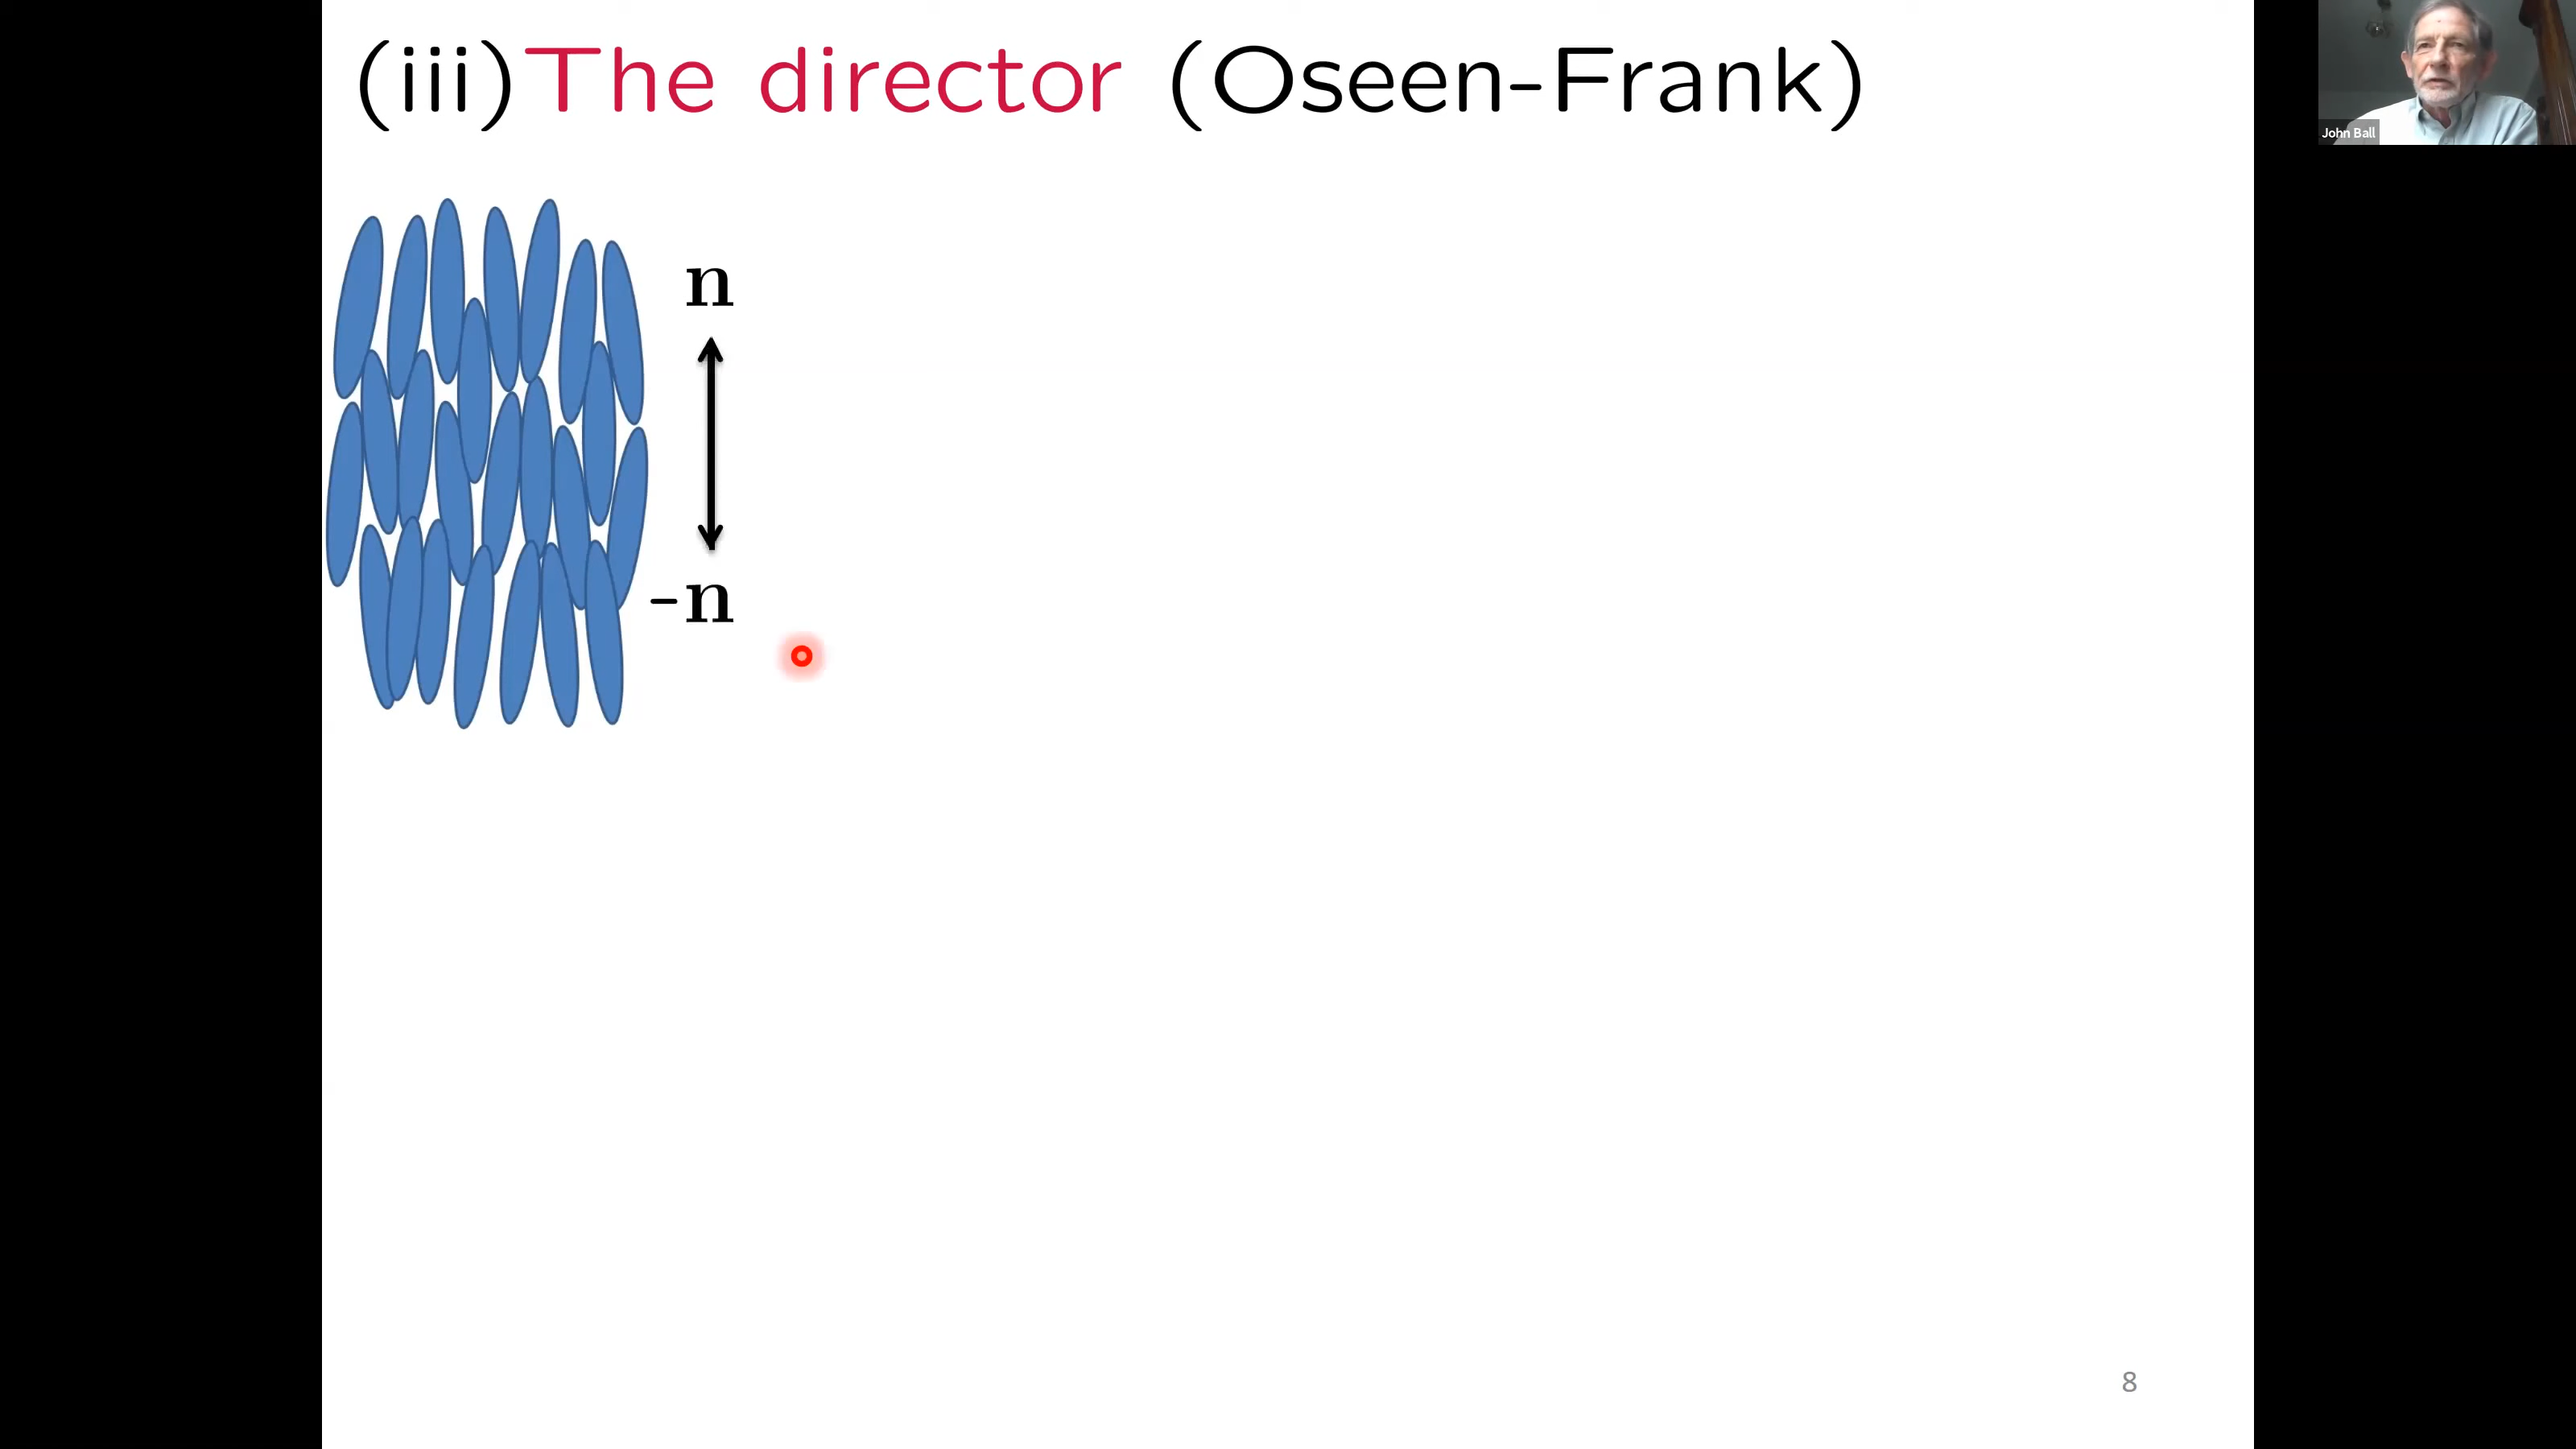 (iii)The director (Oseen-Frank)
John Ball
n
-n
8